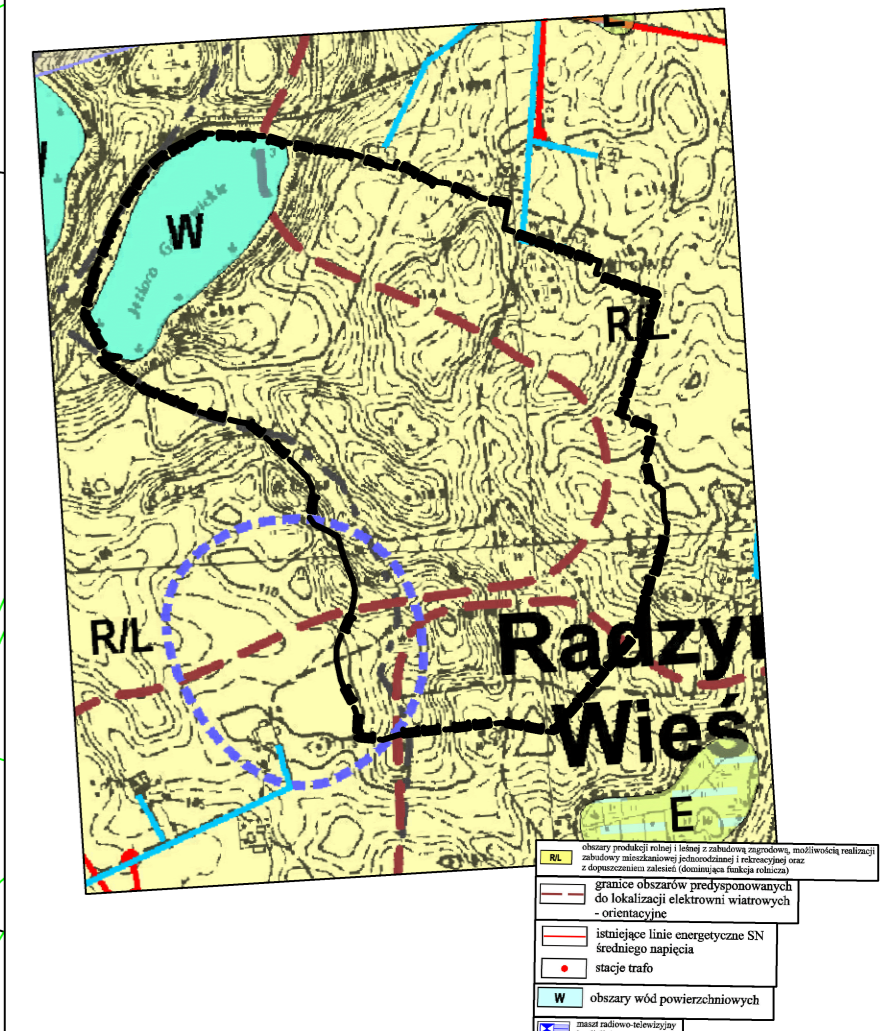 W
R/L
110
R/L
Radzy
Wieś
E
R/L
obszary produkcji rolnej i leśnej z zabudową zagrodową, możliwością realizacji
zabudowy mieszkaniowej jednorodzinnej i rekreacyjnej oraz
z dopuszczeniem zalesień (dominująca funkcja rolnicza)
granice obszarów predysponowanych
do lokalizacji elektrowni wiatrowych
- orientacyjne
istniejące linie energetyczne SN
średniego napięcia
stacje trafo
W obszary wód powierzchniowych
maszt radiowo-telewizyjny